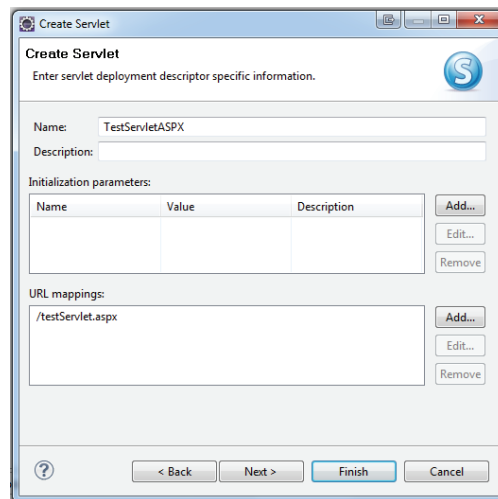 Create Servlet
Create Servlet
Enter servlet deployment descriptor specific information.
S
Name: TestServletASPX
Description:
Initialization parameters:
Name Value Description Add...
Edit...
Remove
URL mappings:
/testServlet.aspx Add...
Edit...
Remove
? < Back Next > Finish Cancel